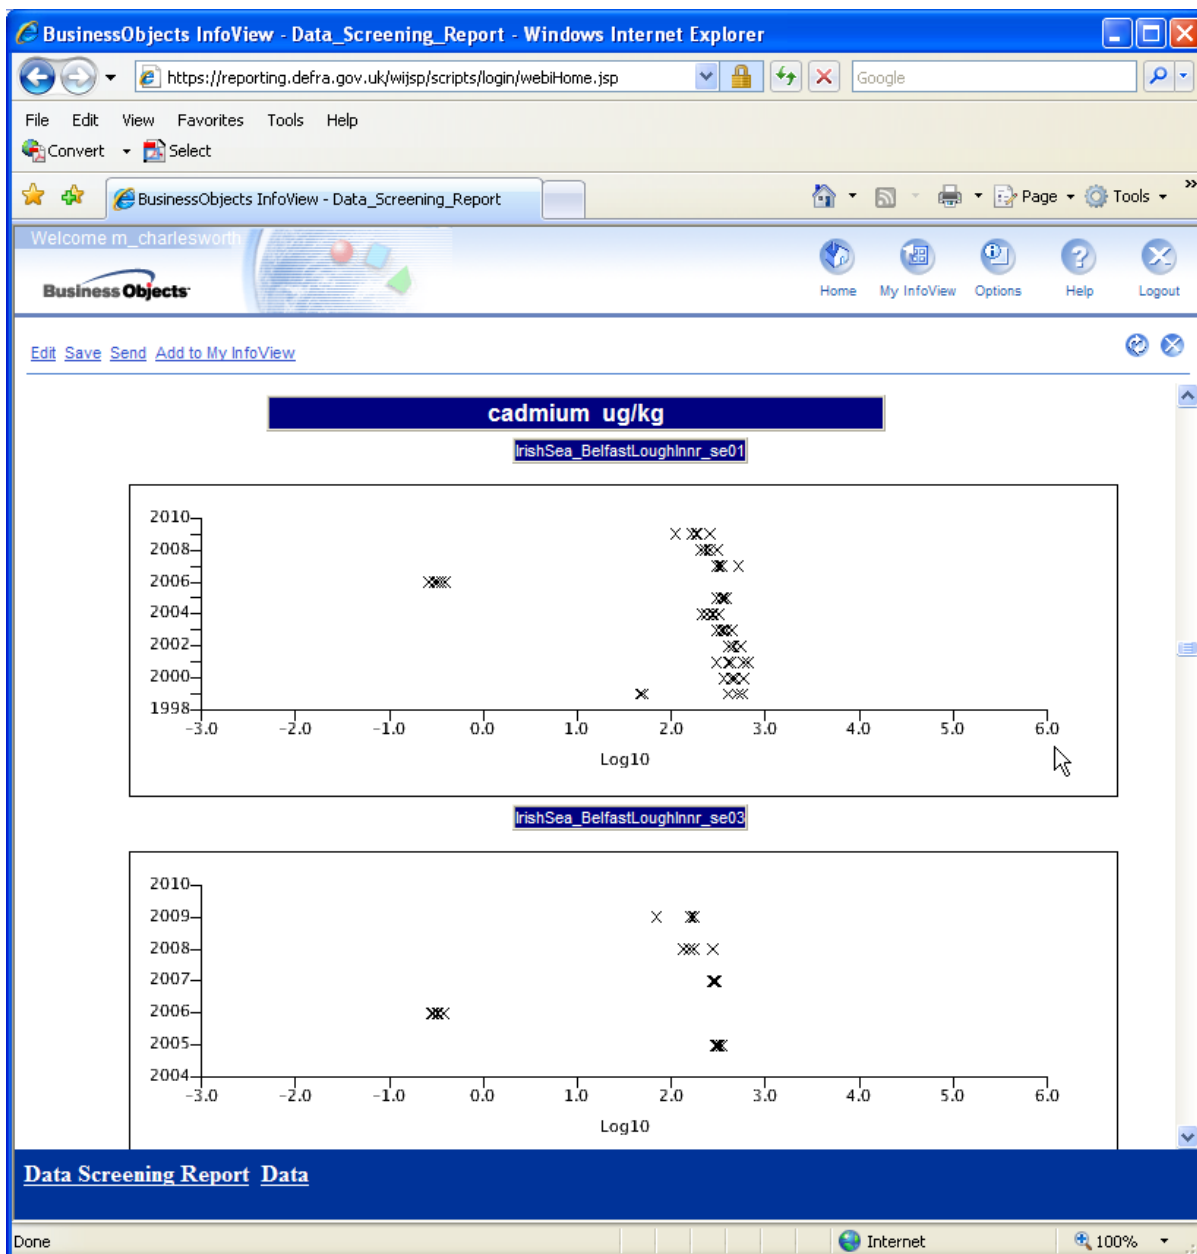 BusinessObjects InfoView - Data_Screening_Report - Windows Internet Explorer
https://reporting.defra.gov.uk/wijsp/scripts/login/webiHome.jsp
Google
File Edit View Favorites Tools Help
Convert Select
BusinessObjects InfoView - Data_Screening_Report
Page Tools »
Welcome m_charlesworth
Business Objects
Home My InfoView Options Help Logout
Edit Save Send Add to My InfoView
cadmium ug/kg
IrishSea_BelfastLoughInnr_se01
2010
2008
2006
2004
2002
2000
1998
-3.0 -2.0 -1.0 0.0 1.0 2.0 3.0 4.0 5.0 6.0
Log10
IrishSea_BelfastLoughInnr_se03
2010
2009
2008
2007
2006
2005
2004
-3.0 -2.0 -1.0 0.0 1.0 2.0 3.0 4.0 5.0 6.0
Log10
Data Screening Report Data
Done Internet 100%